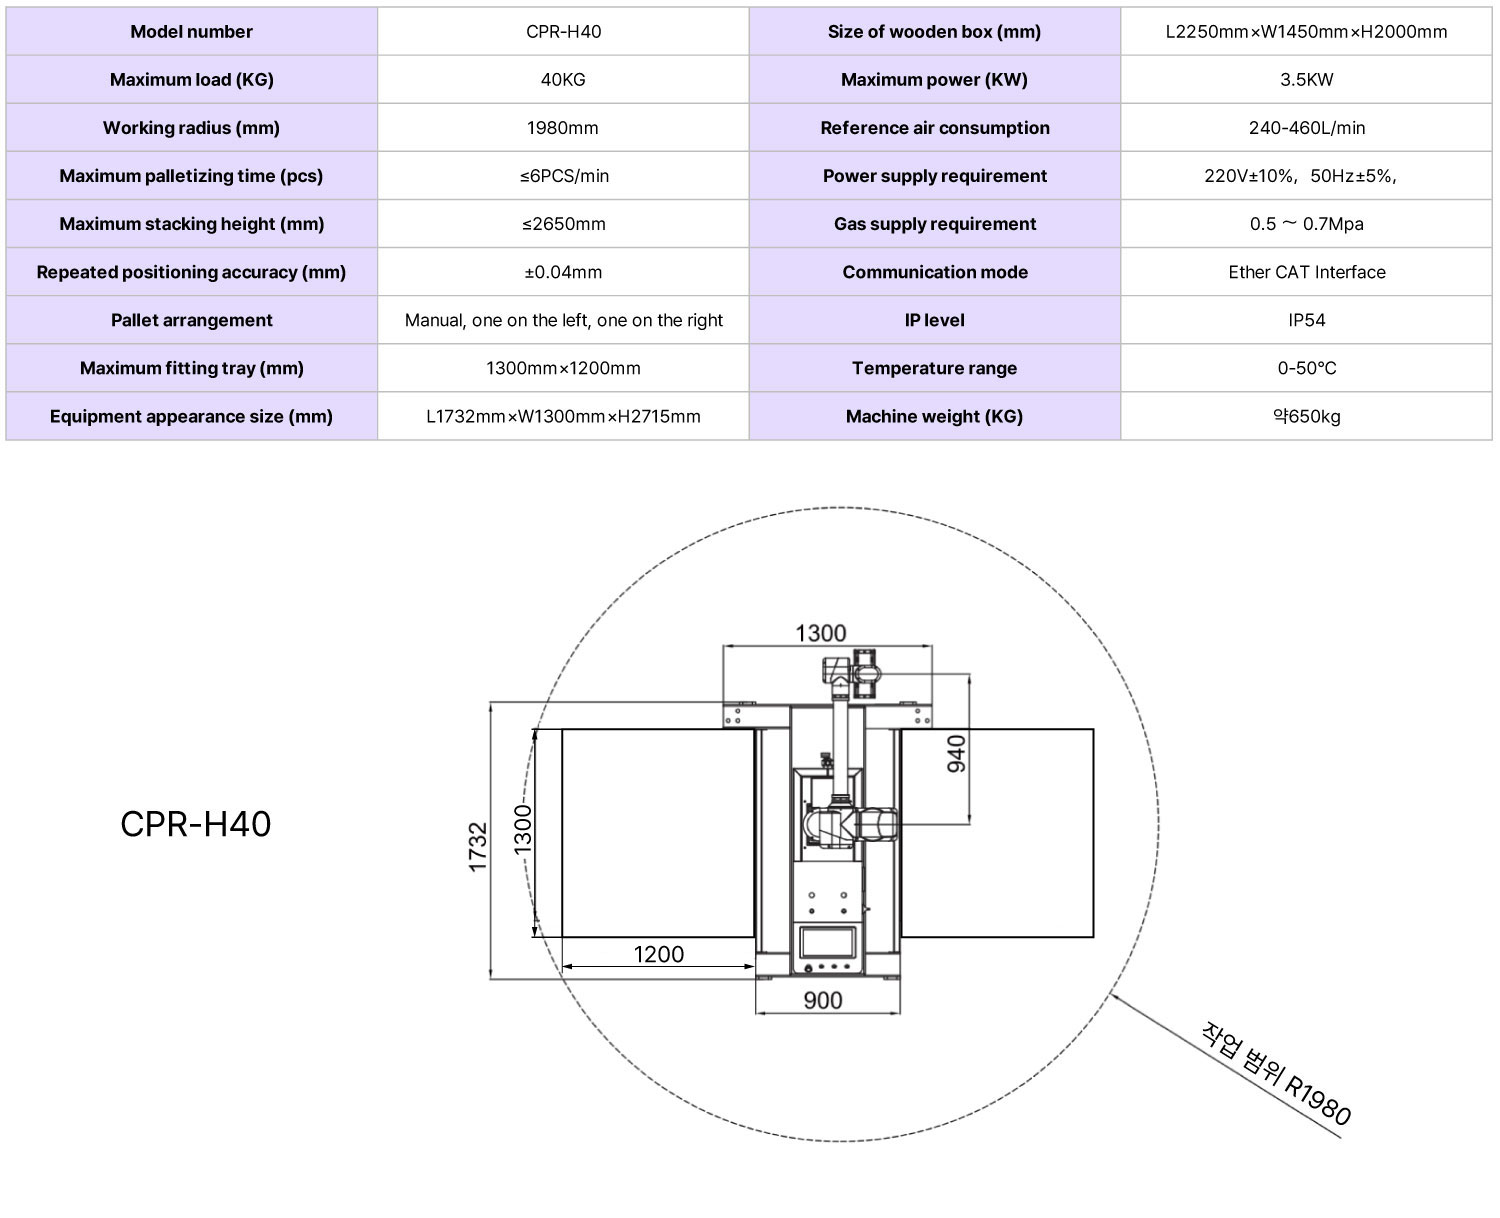 Model number CPR-H40 Size of wooden box (mm) L2250mm×W1450mm×H2000mm
Maximum load (KG) 40KG Maximum power (KW) 3.5KW
Working radius (mm) 1980mm Reference air consumption 240-460L/min
Maximum palletizing time (pcs) ≤6PCS/min Power supply requirement 220V±10%, 50Hz±5%,
Maximum stacking height (mm) ≤2650mm Gas supply requirement 0.5 ~ 0.7Mpa
Repeated positioning accuracy (mm) ±0.04mm Communication mode Ether CAT Interface
Pallet arrangement Manual, one on the left, one on the right IP level IP54
Maximum fitting tray (mm) 1300mm×1200mm Temperature range 0-50℃
Equipment appearance size (mm) L1732mm×W1300mm×H2715mm Machine weight (KG) 약650kg
1300
940
CPR-H40
1732
1300
1200
900
작업 범위 R1980